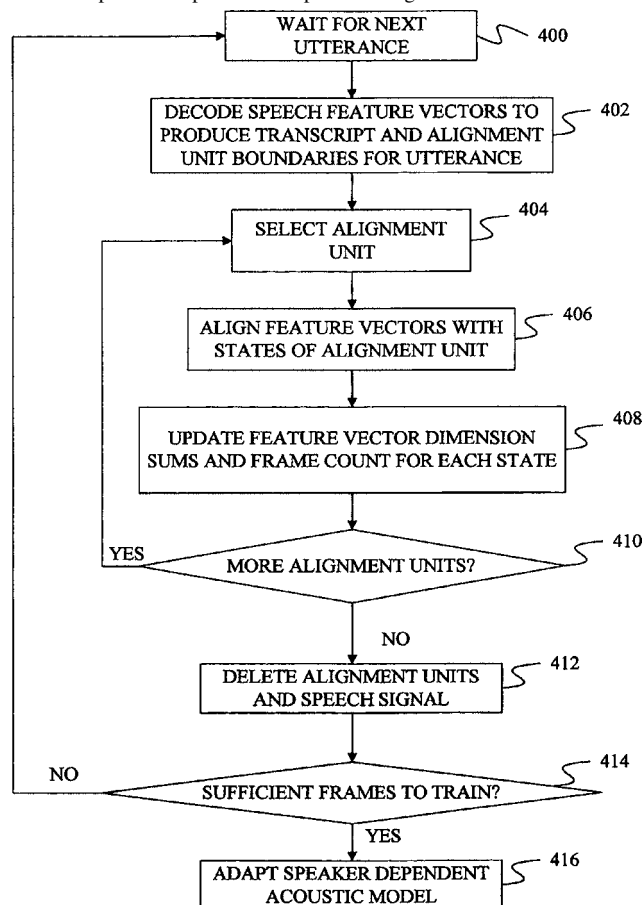 WAIT FOR NEXT
UTTERANCE
400
DECODE SPEECH FEATURE VECTORS TO
PRODUCE TRANSCRIPT AND ALIGNMENT
UNIT BOUNDARIES FOR UTTERANCE
402
SELECT ALIGNMENT
UNIT
404
ALIGN FEATURE VECTORS WITH
STATES OF ALIGNMENT UNIT
406
UPDATE FEATURE VECTOR DIMENSION
SUMS AND FRAME COUNT FOR EACH STATE
408
YES
MORE ALIGNMENT UNITS?
410
NO
DELETE ALIGNMENT UNITS
AND SPEECH SIGNAL
412
NO
SUFFICIENT FRAMES TO TRAIN?
414
YES
ADAPT SPEAKER DEPENDENT
ACOUSTIC MODEL
416